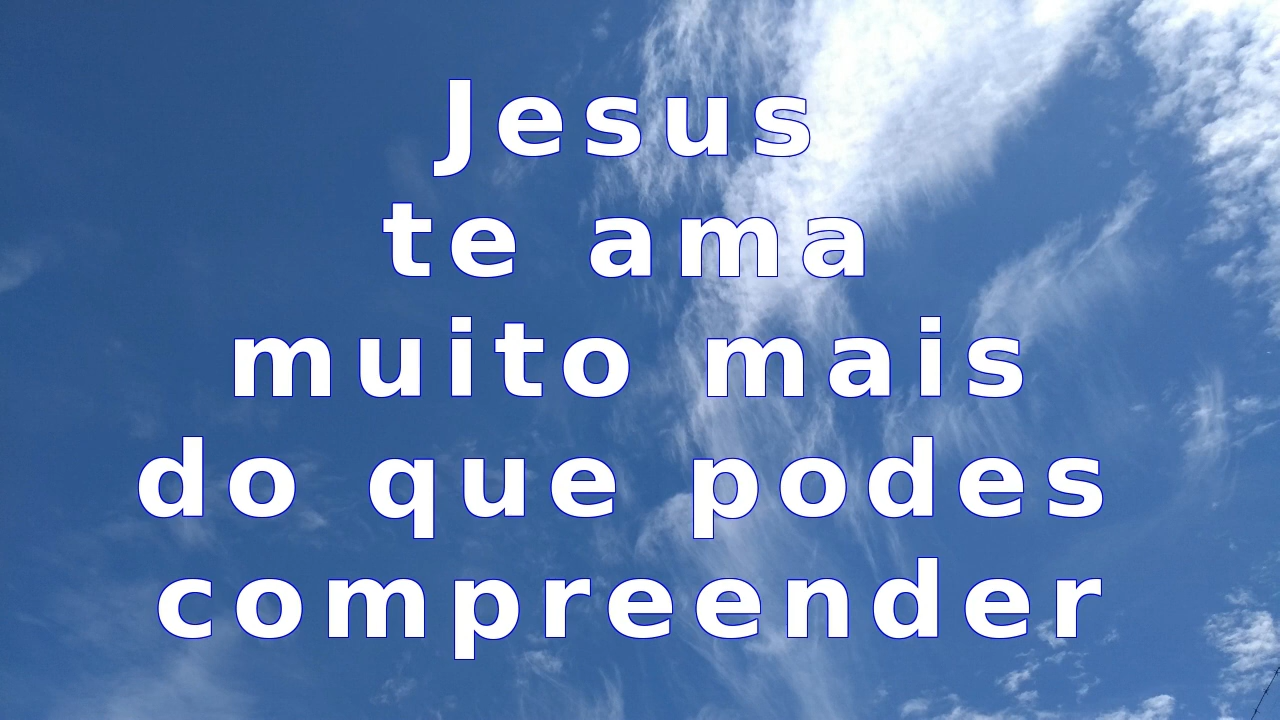 Jesus
te ama
muito mais
do que podes
compreender